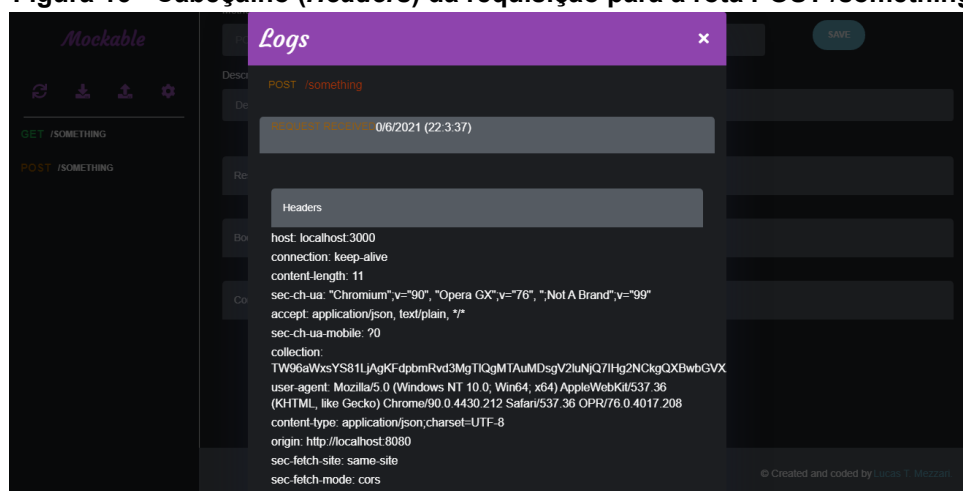 Figura 10 - Cabeçalho (Headers) da requisição para a rota POST /something
Mockable
Logs
×
SAVE
POST /something
REQUEST RECEIVED 0/6/2021 (22:3:37)
GET /SOMETHING
POST /SOMETHING
Headers
host: localhost:3000
connection: keep-alive
content-length: 11
sec-ch-ua: "Chromium";v="90", "Opera GX";v="76", ";Not A Brand";v="99"
accept: application/json, text/plain, */*
sec-ch-ua-mobile: ?0
collection:
TW96aWxsYS81LjAgKFdpbmRvd3MgTlQgMTAuMDsgV2luNjQ7IHg2NCkgQXBwbGVX
user-agent: Mozilla/5.0 (Windows NT 10.0; Win64; x64) AppleWebKit/537.36
(KHTML, like Gecko) Chrome/90.0.4430.212 Safari/537.36 OPR/76.0.4017.208
content-type: application/json;charset=UTF-8
origin: http://localhost:8080
sec-fetch-site: same-site
sec-fetch-mode: cors
© Created and coded by Lucas T. Mezzari